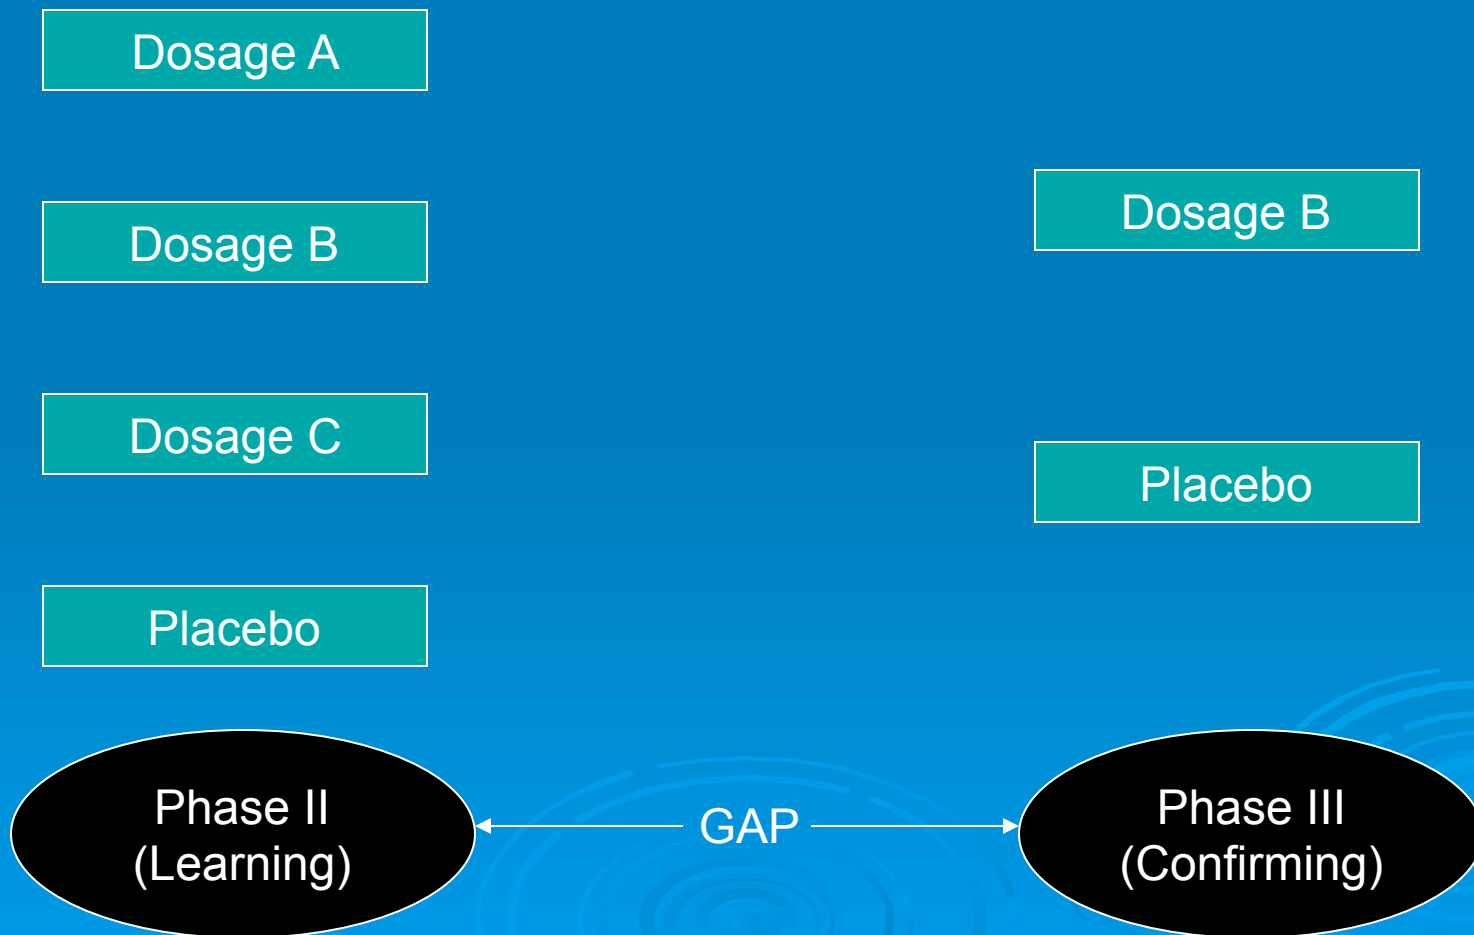 Dosage A
Dosage B
Dosage C
Placebo
Dosage B
Placebo
Phase II
(Learning)
GAP
Phase III
(Confirming)